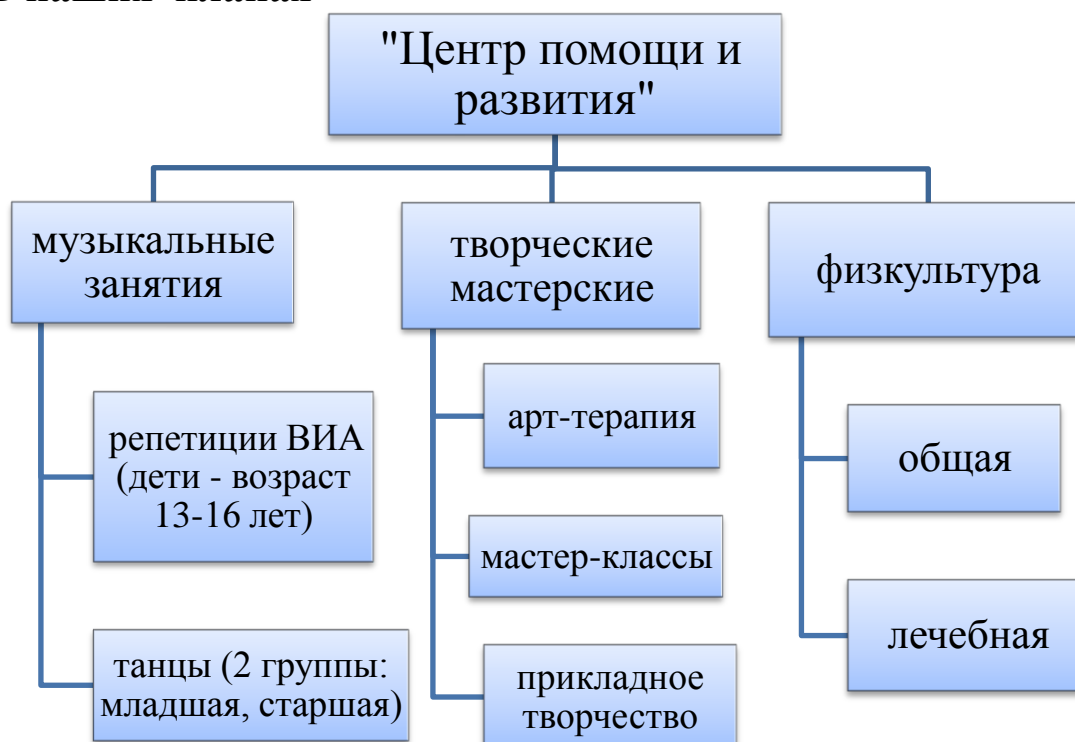 "Центр помощи и
развития"
музыкальные
занятия
репетиции ВИА
(дети - возраст
13-16 лет)
танцы (2 группы:
младшая, старшая)
творческие
мастерские
арт-терапия
мастер-классы
прикладное
творчество
физкультура
общая
лечебная